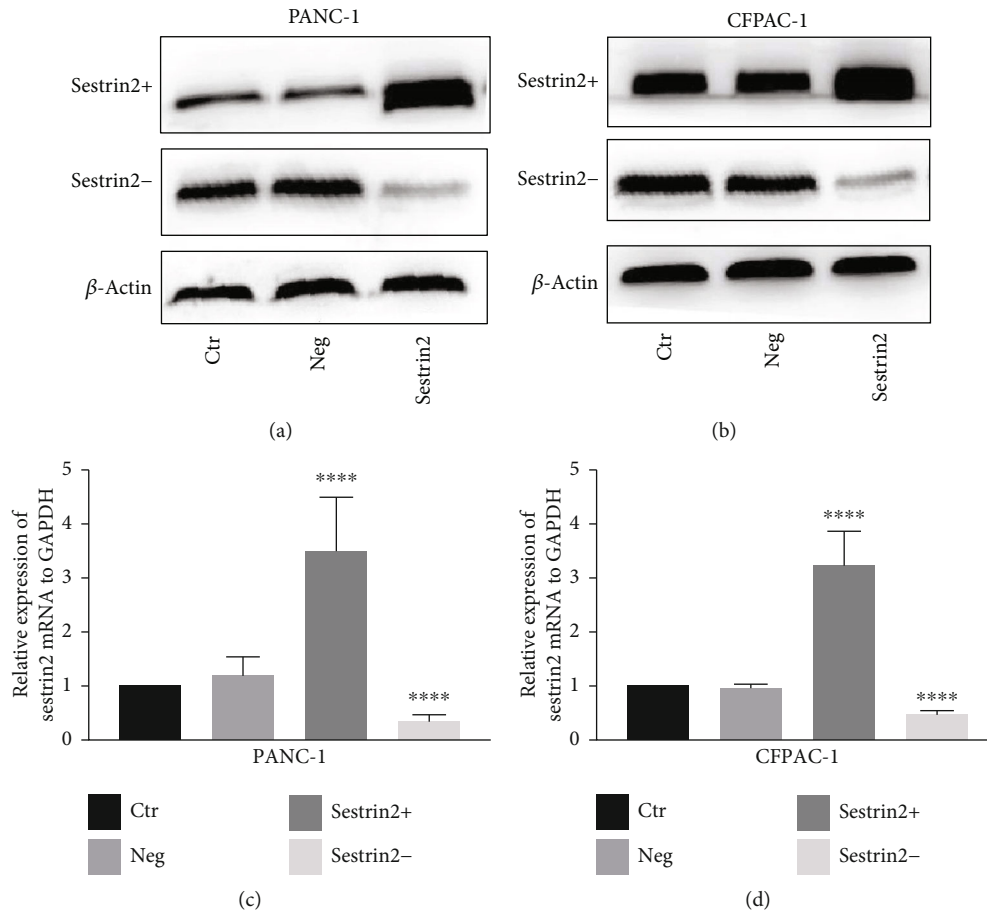 PANC-1
Sestrin2+
Sestrin2−
β-Actin
Ctr
Neg
Sestrin2
(a)
CFPAC-1
Sestrin2+
Sestrin2−
β-Actin
Ctr
Neg
Sestrin2
(b)
Relative expression of
sestrin2 mRNA to GAPDH
5
4
3
2
1
0
****
****
PANC-1
Ctr
Neg
Sestrin2+
Sestrin2−
(c)
Relative expression of
sestrin2 mRNA to GAPDH
5
4
3
2
1
0
****
****
CFPAC-1
Ctr
Neg
Sestrin2+
Sestrin2−
(d)